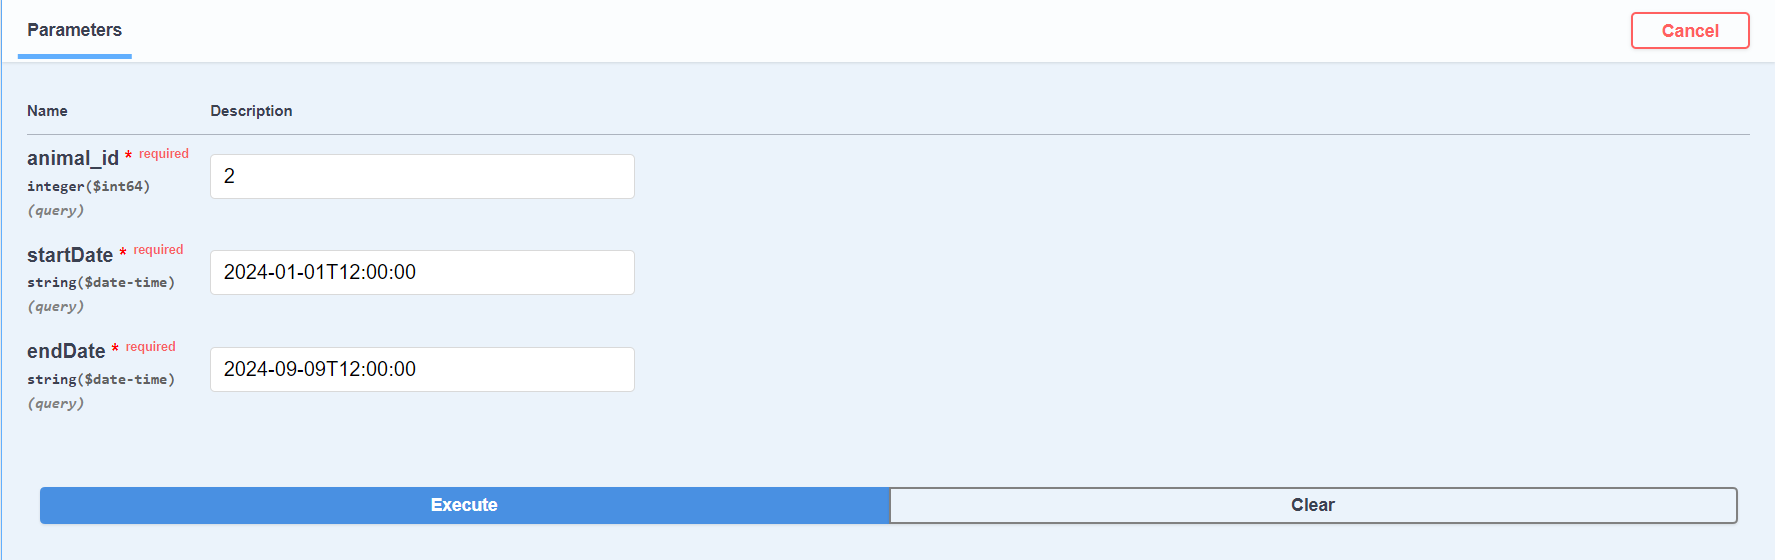 Parameters
Cancel
Name
Description
animal_id * required
integer($int64)
(query)
2
startDate * required
string($date-time)
(query)
2024-01-01T12:00:00
endDate * required
string($date-time)
(query)
2024-09-09T12:00:00
Execute
Clear